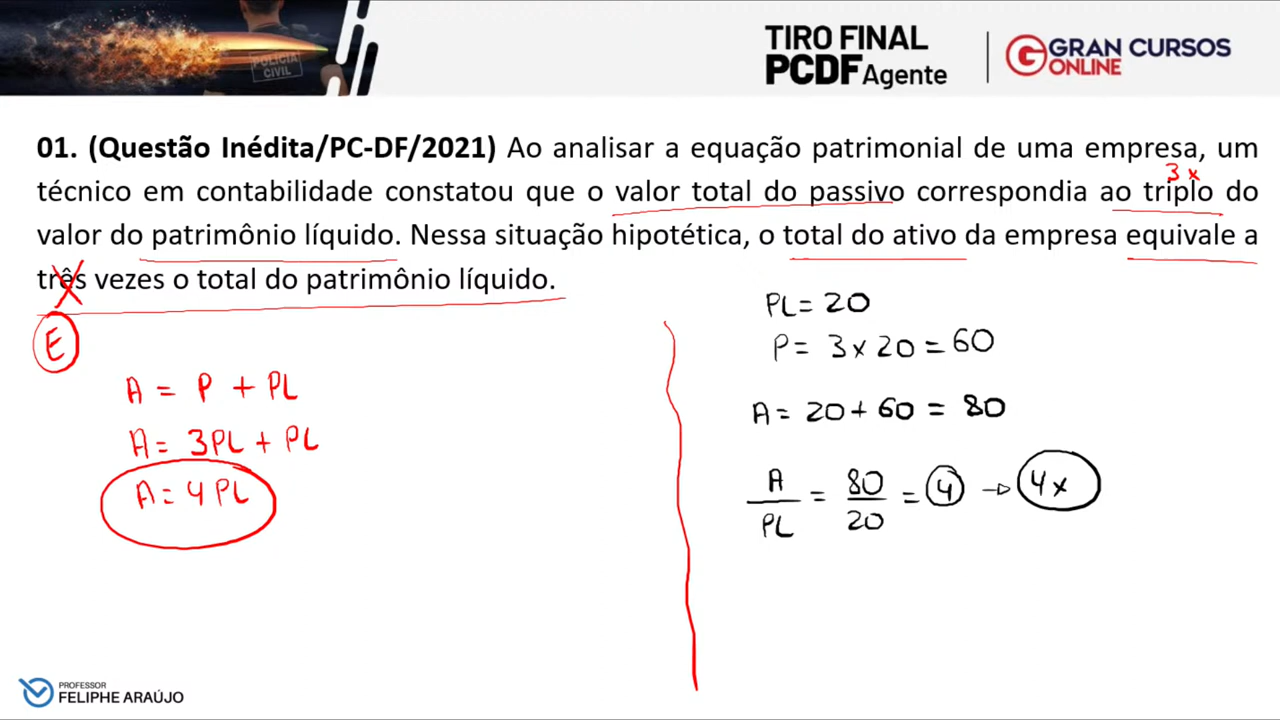 POLICIA
CIVIL
TIRO FINAL
PCDF Agente
GRAN CURSOS
ONLINE
01. (Questão Inédita/PC-DF/2021) Ao analisar a equação patrimonial de uma empresa, um
3x
técnico em contabilidade constatou que o valor total do passivo correspondia ao triplo do
valor do patrimônio líquido. Nessa situação hipotética, o total do ativo da empresa equivale a
três vezes o total do patrimônio líquido.
E
A = P + PL
A = 3PL + PL
A = 4 PL
PL = 20
P = 3 x 20 = 60
A = 20 + 60 = 80
A/PL = 80/20 = 4 → 4x
PROFESSOR
FELIPHE ARAÚJO